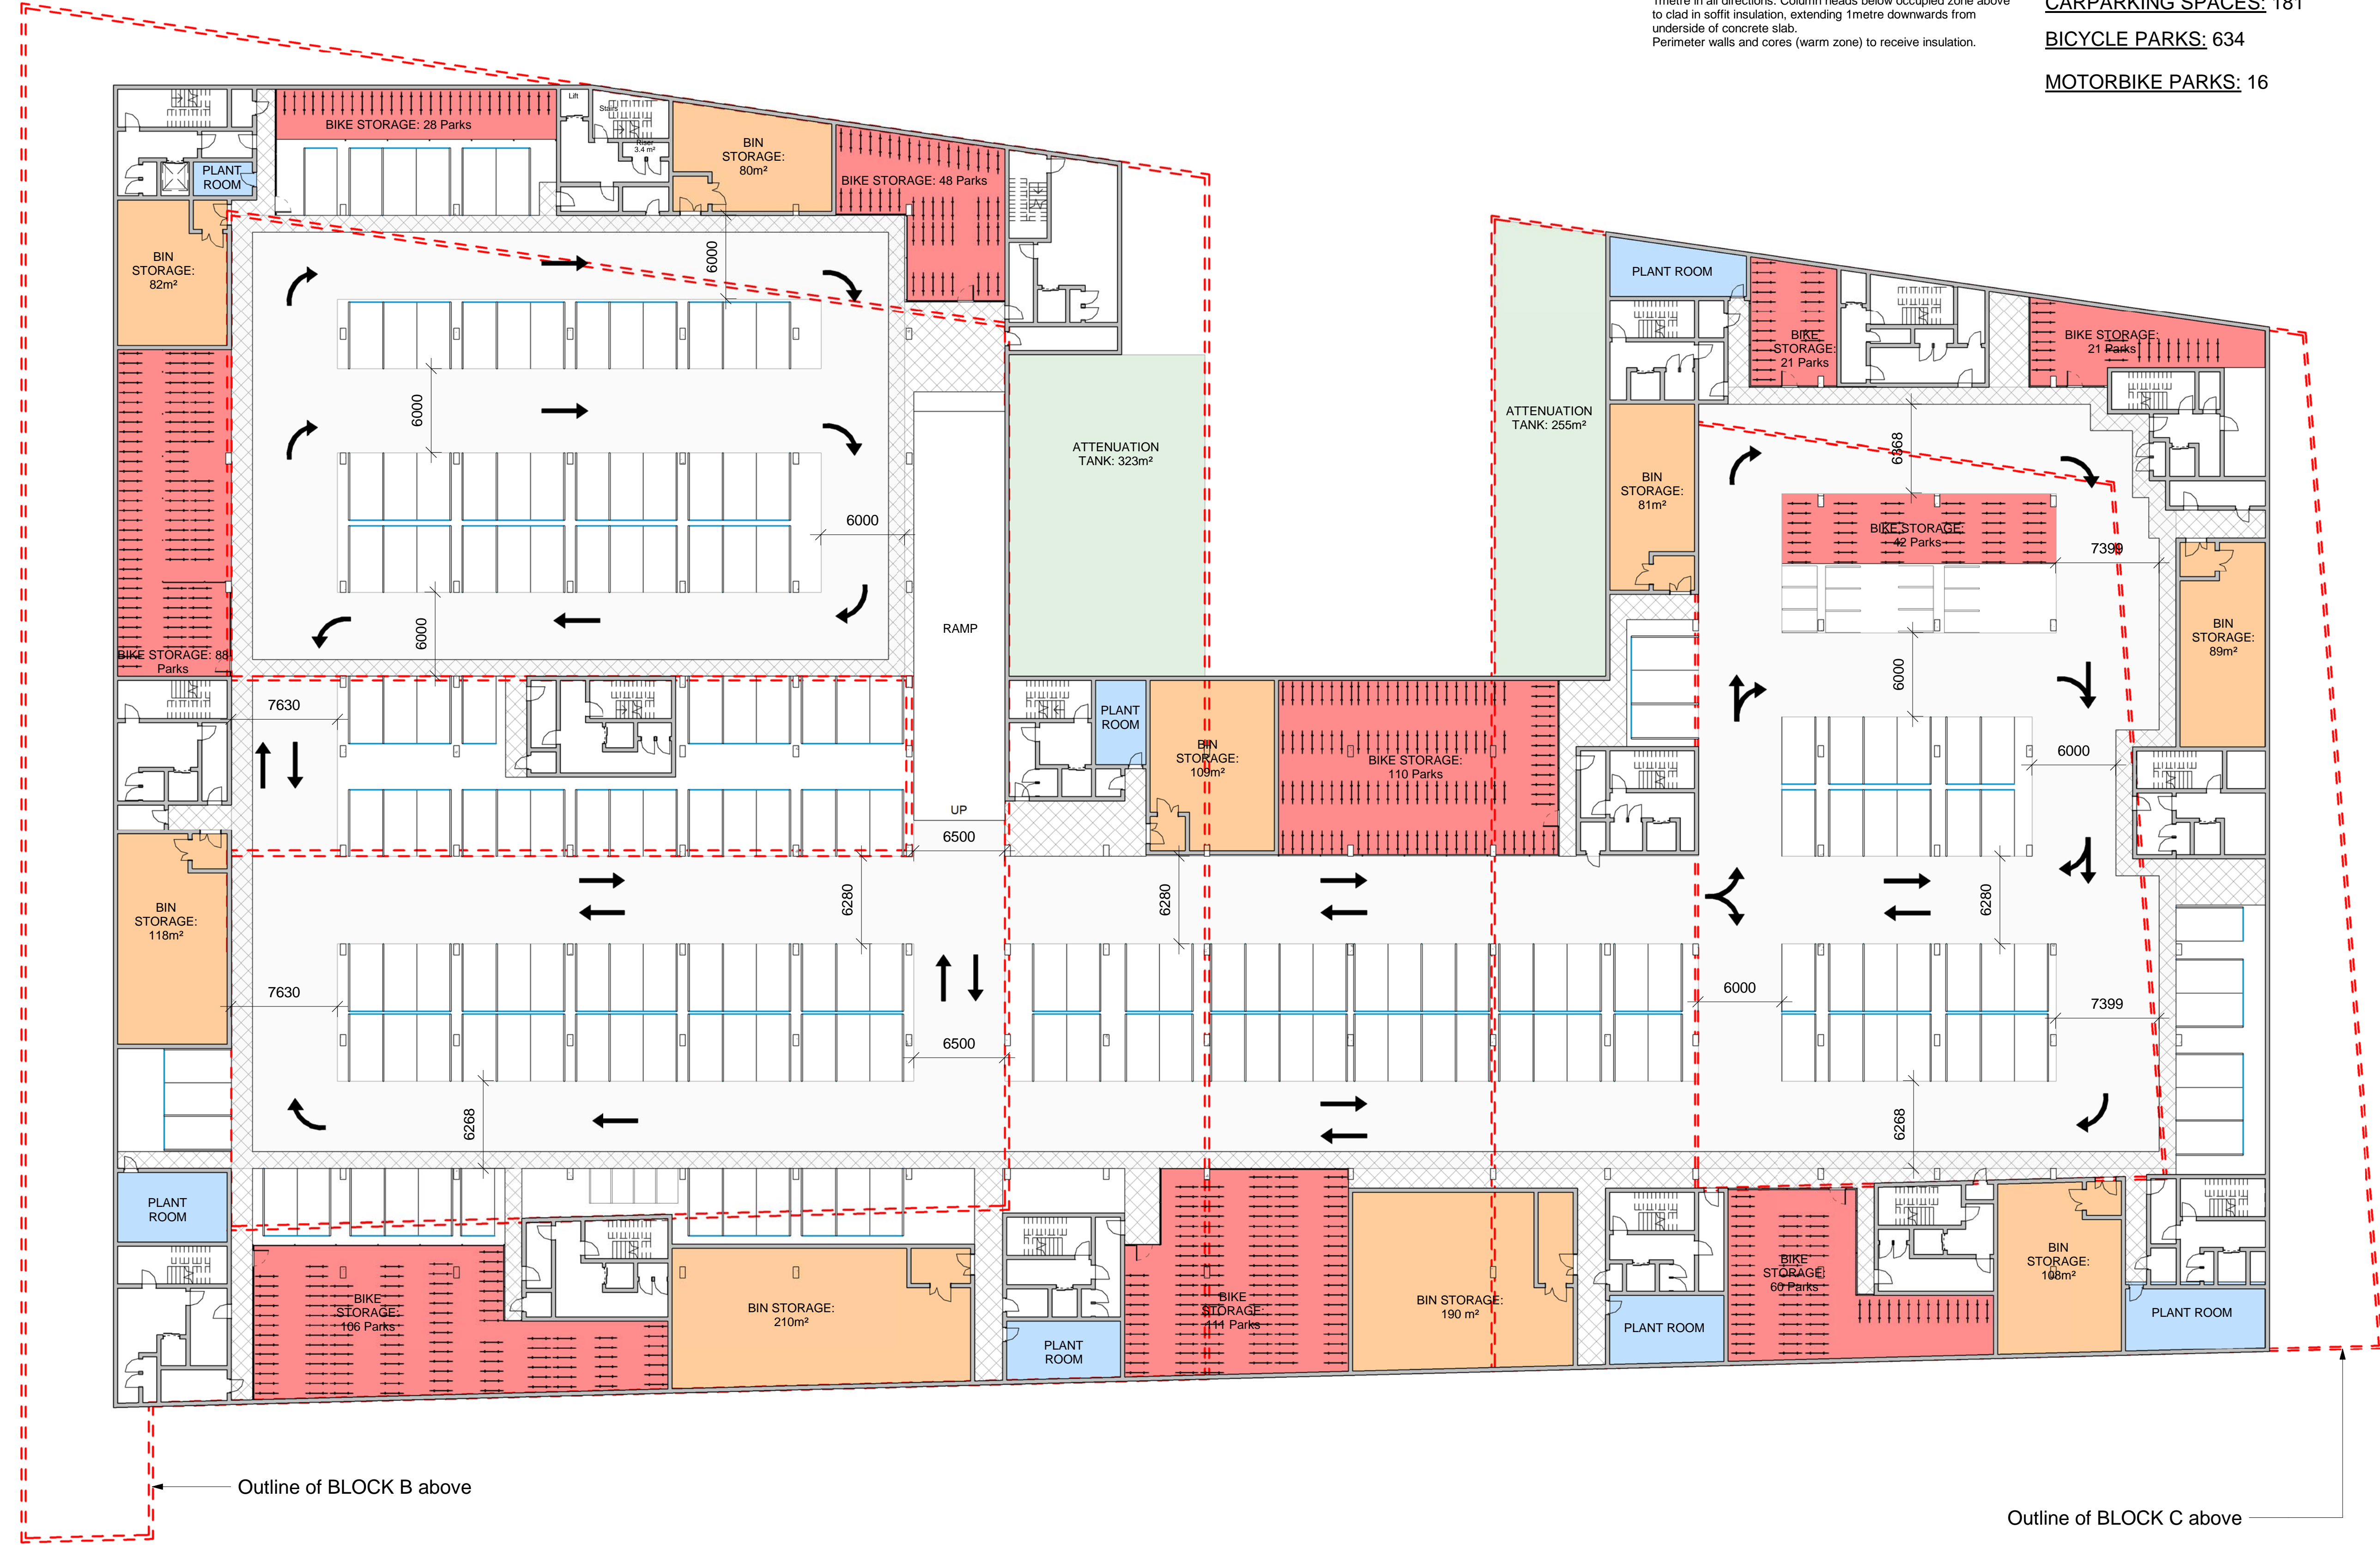 1metre in all directions. Column heads below occupied zone above
to clad in soffit insulation, extending 1metre downwards from
underside of concrete slab.
Perimeter walls and cores (warm zone) to receive insulation.
CARPARKING SPACES: 181
BICYCLE PARKS: 634
MOTORBIKE PARKS: 16
Lift
Stairs
Riser
3.4 m²
BIKE STORAGE: 28 Parks
PLANT
ROOM
BIN
STORAGE:
80m²
BIKE STORAGE: 48 Parks
BIN
STORAGE:
82m²
6000
PLANT ROOM
BIKE
STORAGE:
21 Parks
BIKE STORAGE:
21 Parks
6000
ATTENUATION
TANK: 323m²
ATTENUATION
TANK: 255m²
6868
BIN
STORAGE:
81m²
6000
BIKE STORAGE:
42 Parks
7399
6000
RAMP
BIN
STORAGE:
89m²
BIKE STORAGE: 88
Parks
6000
7630
PLANT
ROOM
BIN
STORAGE:
109m²
BIKE STORAGE:
110 Parks
6000
UP
6500
6280
6280
6280
BIN
STORAGE:
118m²
7630
6000
7399
6500
6268
6268
PLANT
ROOM
BIKE
STORAGE:
106 Parks
BIN STORAGE:
210m²
PLANT
ROOM
BIKE
STORAGE:
111 Parks
BIN STORAGE:
190 m²
PLANT ROOM
BIKE
STORAGE:
60 Parks
BIN
STORAGE:
108m²
PLANT ROOM
Outline of BLOCK B above
Outline of BLOCK C above